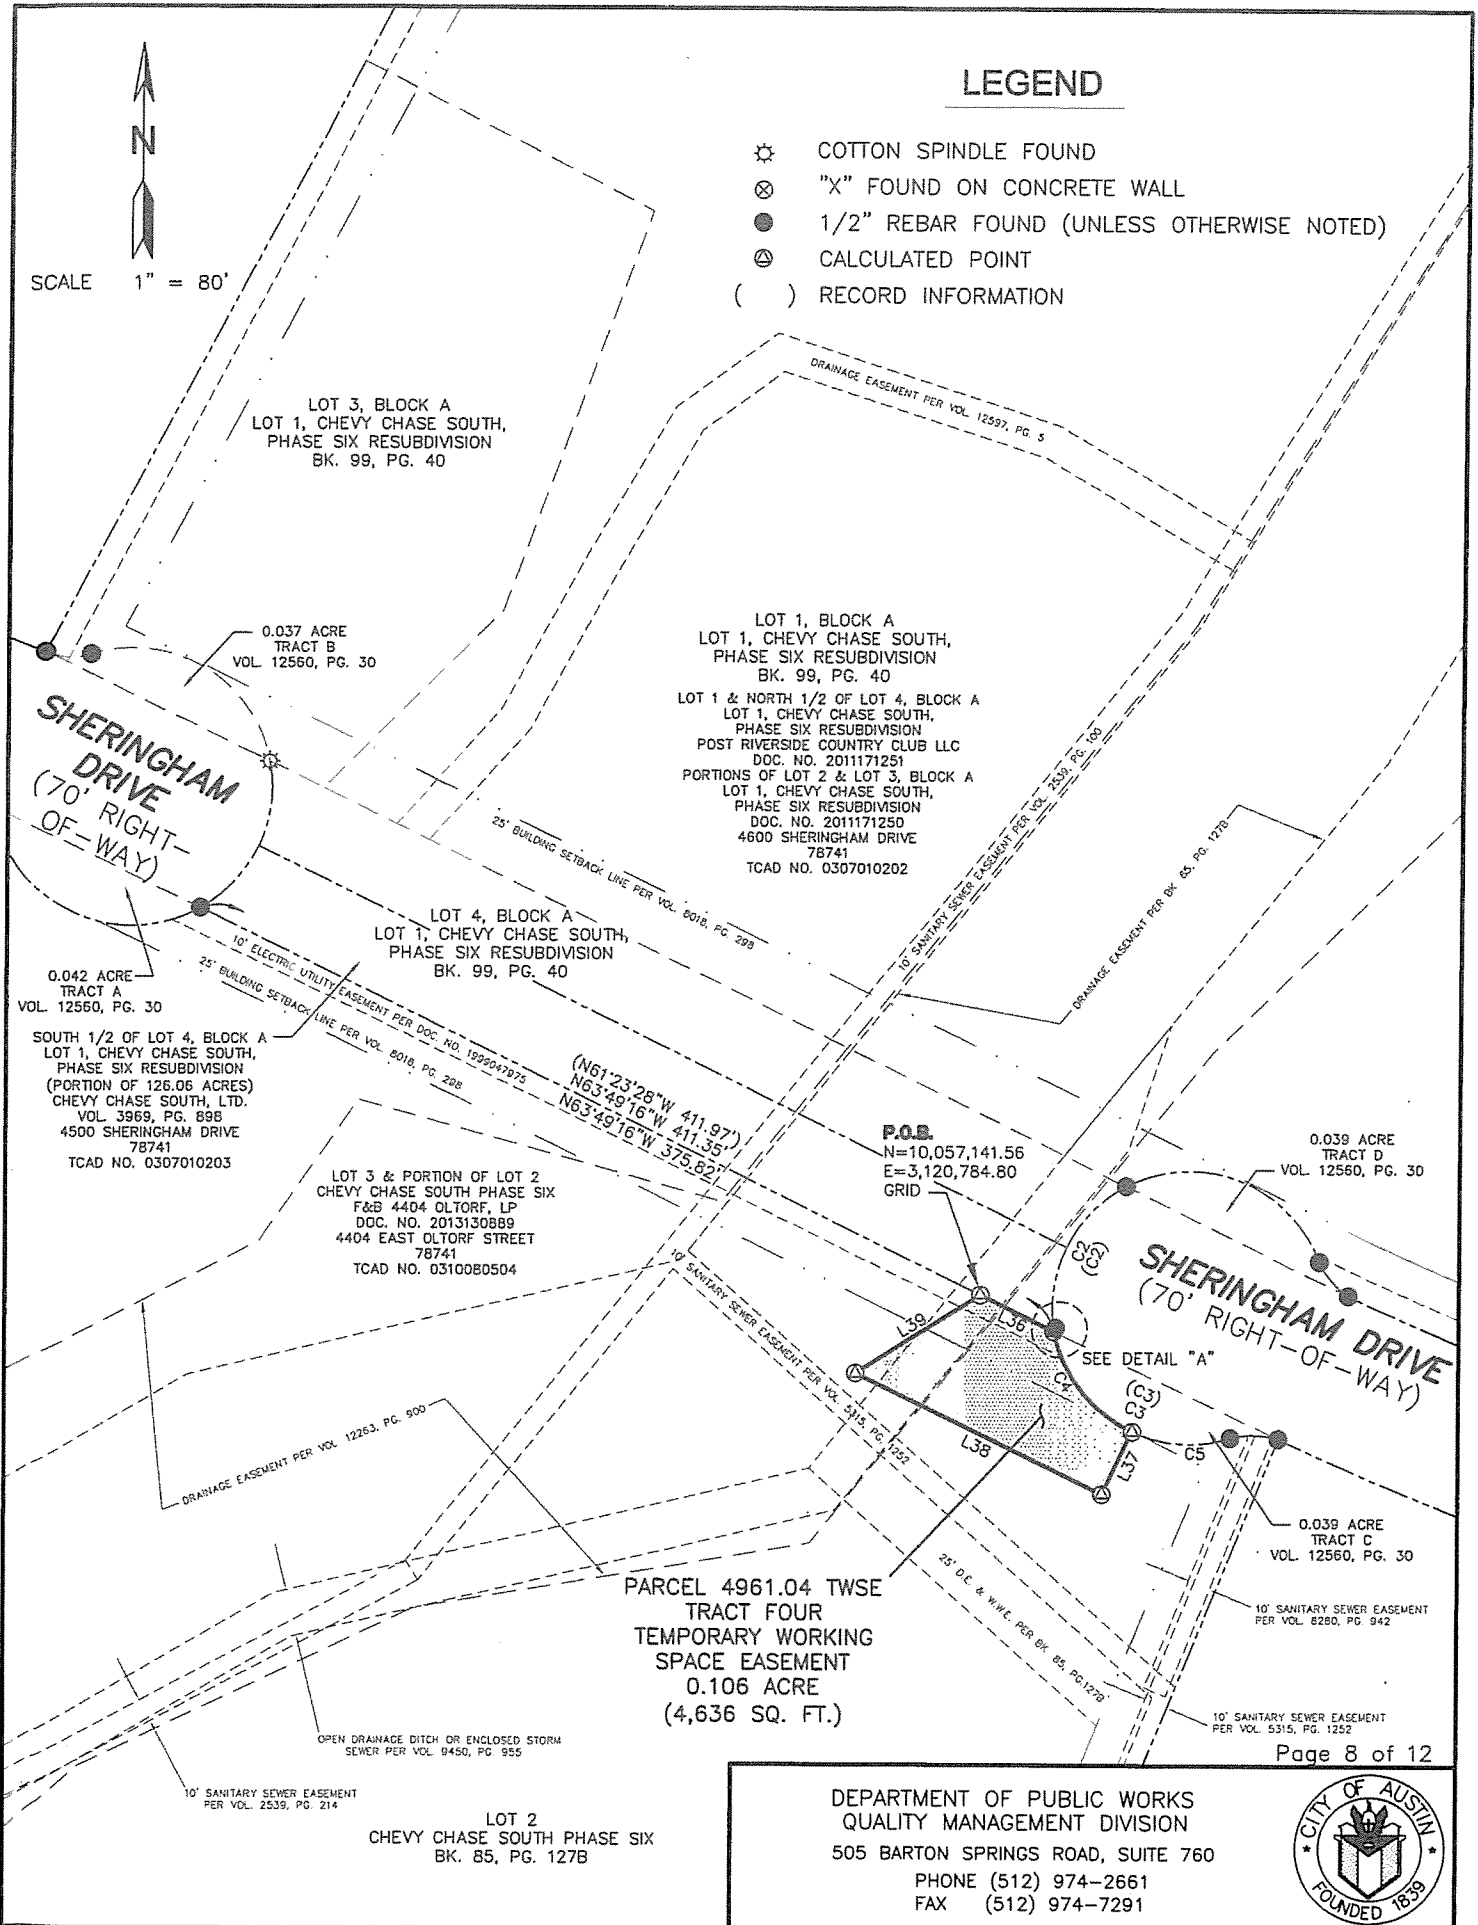 N
SCALE 1" = 80'
LEGEND
COTTON SPINDLE FOUND
"X" FOUND ON CONCRETE WALL
1/2" REBAR FOUND (UNLESS OTHERWISE NOTED)
CALCULATED POINT
( ) RECORD INFORMATION
DRAINAGE EASEMENT PER VOL. 12597, PG. 5
LOT 3, BLOCK A
LOT 1, CHEVY CHASE SOUTH,
PHASE SIX RESUBDIVISION
BK. 99, PG. 40
0.037 ACRE
TRACT B
VOL. 12560, PG. 30
LOT 1, BLOCK A
LOT 1, CHEVY CHASE SOUTH,
PHASE SIX RESUBDIVISION
BK. 99, PG. 40
LOT 1 & NORTH 1/2 OF LOT 4, BLOCK A
LOT 1, CHEVY CHASE SOUTH,
PHASE SIX RESUBDIVISION
POST RIVERSIDE COUNTRY CLUB LLC
DOC. NO. 2011171251
PORTIONS OF LOT 2 & LOT 3, BLOCK A
LOT 1, CHEVY CHASE SOUTH,
PHASE SIX RESUBDIVISION
DOC. NO. 2011171250
4600 SHERINGHAM DRIVE
78741
TCAD NO. 0307010202
SHERINGHAM
DRIVE
(70' RIGHT-
OF-WAY)
25' BUILDING SETBACK LINE PER VOL. 8018, PG. 298
10' SANITARY SEWER EASEMENT PER VOL. 2539, PG. 100
DRAINAGE EASEMENT PER BK 85, PG. 127B
LOT 4, BLOCK A
LOT 1, CHEVY CHASE SOUTH,
PHASE SIX RESUBDIVISION
BK. 99, PG. 40
10' ELECTRIC UTILITY EASEMENT PER DOC. NO. 1999047975
25' BUILDING SETBACK LINE PER VOL. 8018, PG. 298
0.042 ACRE
TRACT A
VOL. 12560, PG. 30
SOUTH 1/2 OF LOT 4, BLOCK A
LOT 1, CHEVY CHASE SOUTH,
PHASE SIX RESUBDIVISION
(PORTION OF 126.06 ACRES)
CHEVY CHASE SOUTH, LTD.
VOL. 3969, PG. 898
4500 SHERINGHAM DRIVE
78741
TCAD NO. 0307010203
(N61°23'28"W 411.97')
N63°49'16"W 411.35'
N63°49'16"W 375.82'
P.O.B.
N=10,057,141.56
E=3,120,784.80
GRID
0.039 ACRE
TRACT D
VOL. 12560, PG. 30
LOT 3 & PORTION OF LOT 2
CHEVY CHASE SOUTH PHASE SIX
F&B 4404 OLTORF, LP
DOC. NO. 2013130889
4404 EAST OLTORF STREET
78741
TCAD NO. 0310080504
C2
(C2)
SHERINGHAM DRIVE
(70' RIGHT-OF-WAY)
10' SANITARY SEWER EASEMENT PER VOL. 5315, PG. 1252
L39
L36
SEE DETAIL "A"
C4
(C3)
C3
C5
L38
L37
DRAINAGE EASEMENT PER VOL 12263, PG. 900
0.039 ACRE
TRACT C
VOL. 12560, PG. 30
PARCEL 4961.04 TWSE
TRACT FOUR
TEMPORARY WORKING
SPACE EASEMENT
0.106 ACRE
(4,636 SQ. FT.)
25' D.E. & W.W.E. PER BK 85, PG.127B
10' SANITARY SEWER EASEMENT
PER VOL. 8280, PG. 942
10' SANITARY SEWER EASEMENT
PER VOL. 5315, PG. 1252
OPEN DRAINAGE DITCH OR ENCLOSED STORM
SEWER PER VOL. 9450, PG. 955
10' SANITARY SEWER EASEMENT
PER VOL. 2539, PG. 214
LOT 2
CHEVY CHASE SOUTH PHASE SIX
BK. 85, PG. 127B
Page 8 of 12
DEPARTMENT OF PUBLIC WORKS
QUALITY MANAGEMENT DIVISION
505 BARTON SPRINGS ROAD, SUITE 760
PHONE (512) 974-2661
FAX (512) 974-7291
CITY OF AUSTIN
FOUNDED 1839